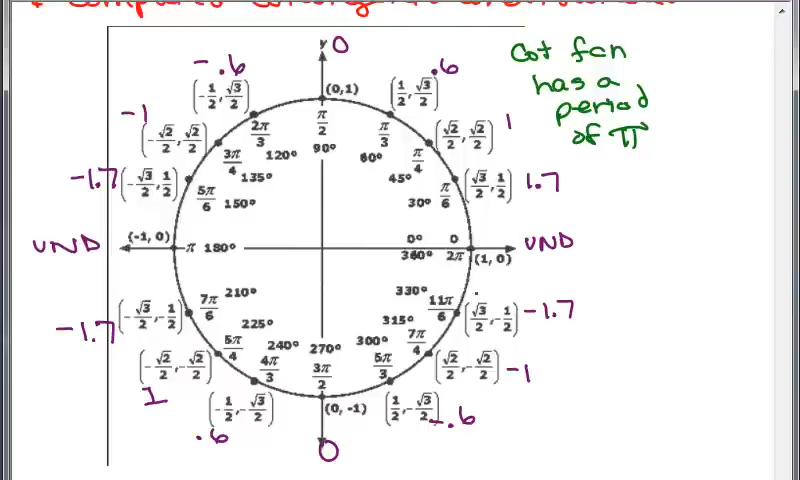 y 0
Cot fcn
has a
period
of π
-.6
(-1/2, √3/2)
(0,1)
(1/2, √3/2) .6
-1
(-√2/2, √2/2)
2π/3
π/2
π/3
(√2/2, √2/2) 1
3π/4 120° 90° 60° π/4
-1.7 (-√3/2, 1/2)
135° 45°
(√3/2, 1/2) 1.7
5π/6 150° 30° π/6
UND (-1, 0) π 180° 0° 0 UND
360° 2π (1, 0)
-1.7 (-√3/2, -1/2) 7π/6 210° 330° 11π/6 (√3/2, -1/2) -1.7
225° 315°
(-√2/2, -√2/2) 5π/4 240° 270° 300° 7π/4 (√2/2, -√2/2) -1
1
4π/3 3π/2 5π/3
(-1/2, -√3/2) (0, -1) (1/2, -√3/2) -.6
.6
0